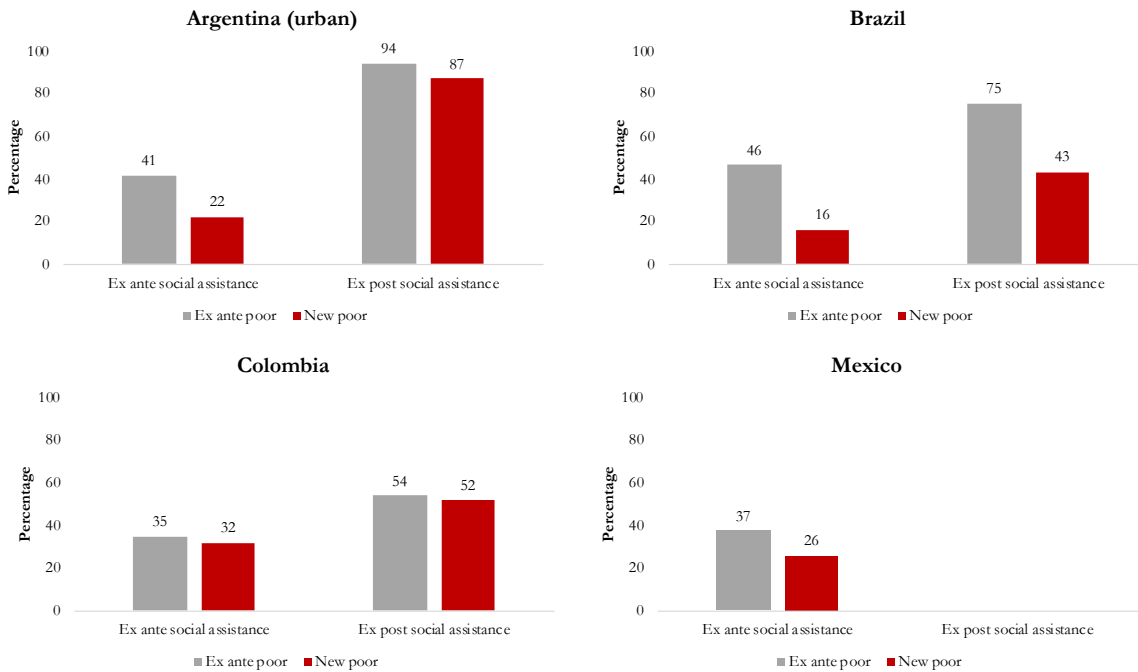 Argentina (urban)
Percentage
100
80
60
40
20
0
41
22
94
87
Ex ante social assistance
Ex post social assistance
Ex ante poor
New poor
Brazil
Percentage
100
80
60
40
20
0
46
16
75
43
Ex ante social assistance
Ex post social assistance
Ex ante poor
New poor
Colombia
Percentage
100
80
60
40
20
0
35
32
54
52
Ex ante social assistance
Ex post social assistance
Ex ante poor
New poor
Mexico
Percentage
100
80
60
40
20
0
37
26
Ex ante social assistance
Ex post social assistance
Ex ante poor
New poor